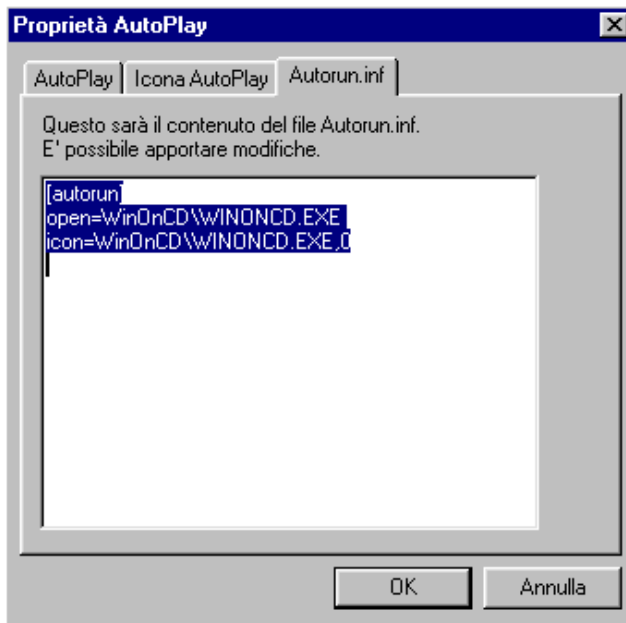 Proprietà AutoPlay
AutoPlay Icona AutoPlay Autorun.inf
Questo sarà il contenuto del file Autorun.inf.
E' possibile apportare modifiche.
[autorun]
open=WinOnCD\WINONCD.EXE
icon=WinOnCD\WINONCD.EXE,0
OK Annulla